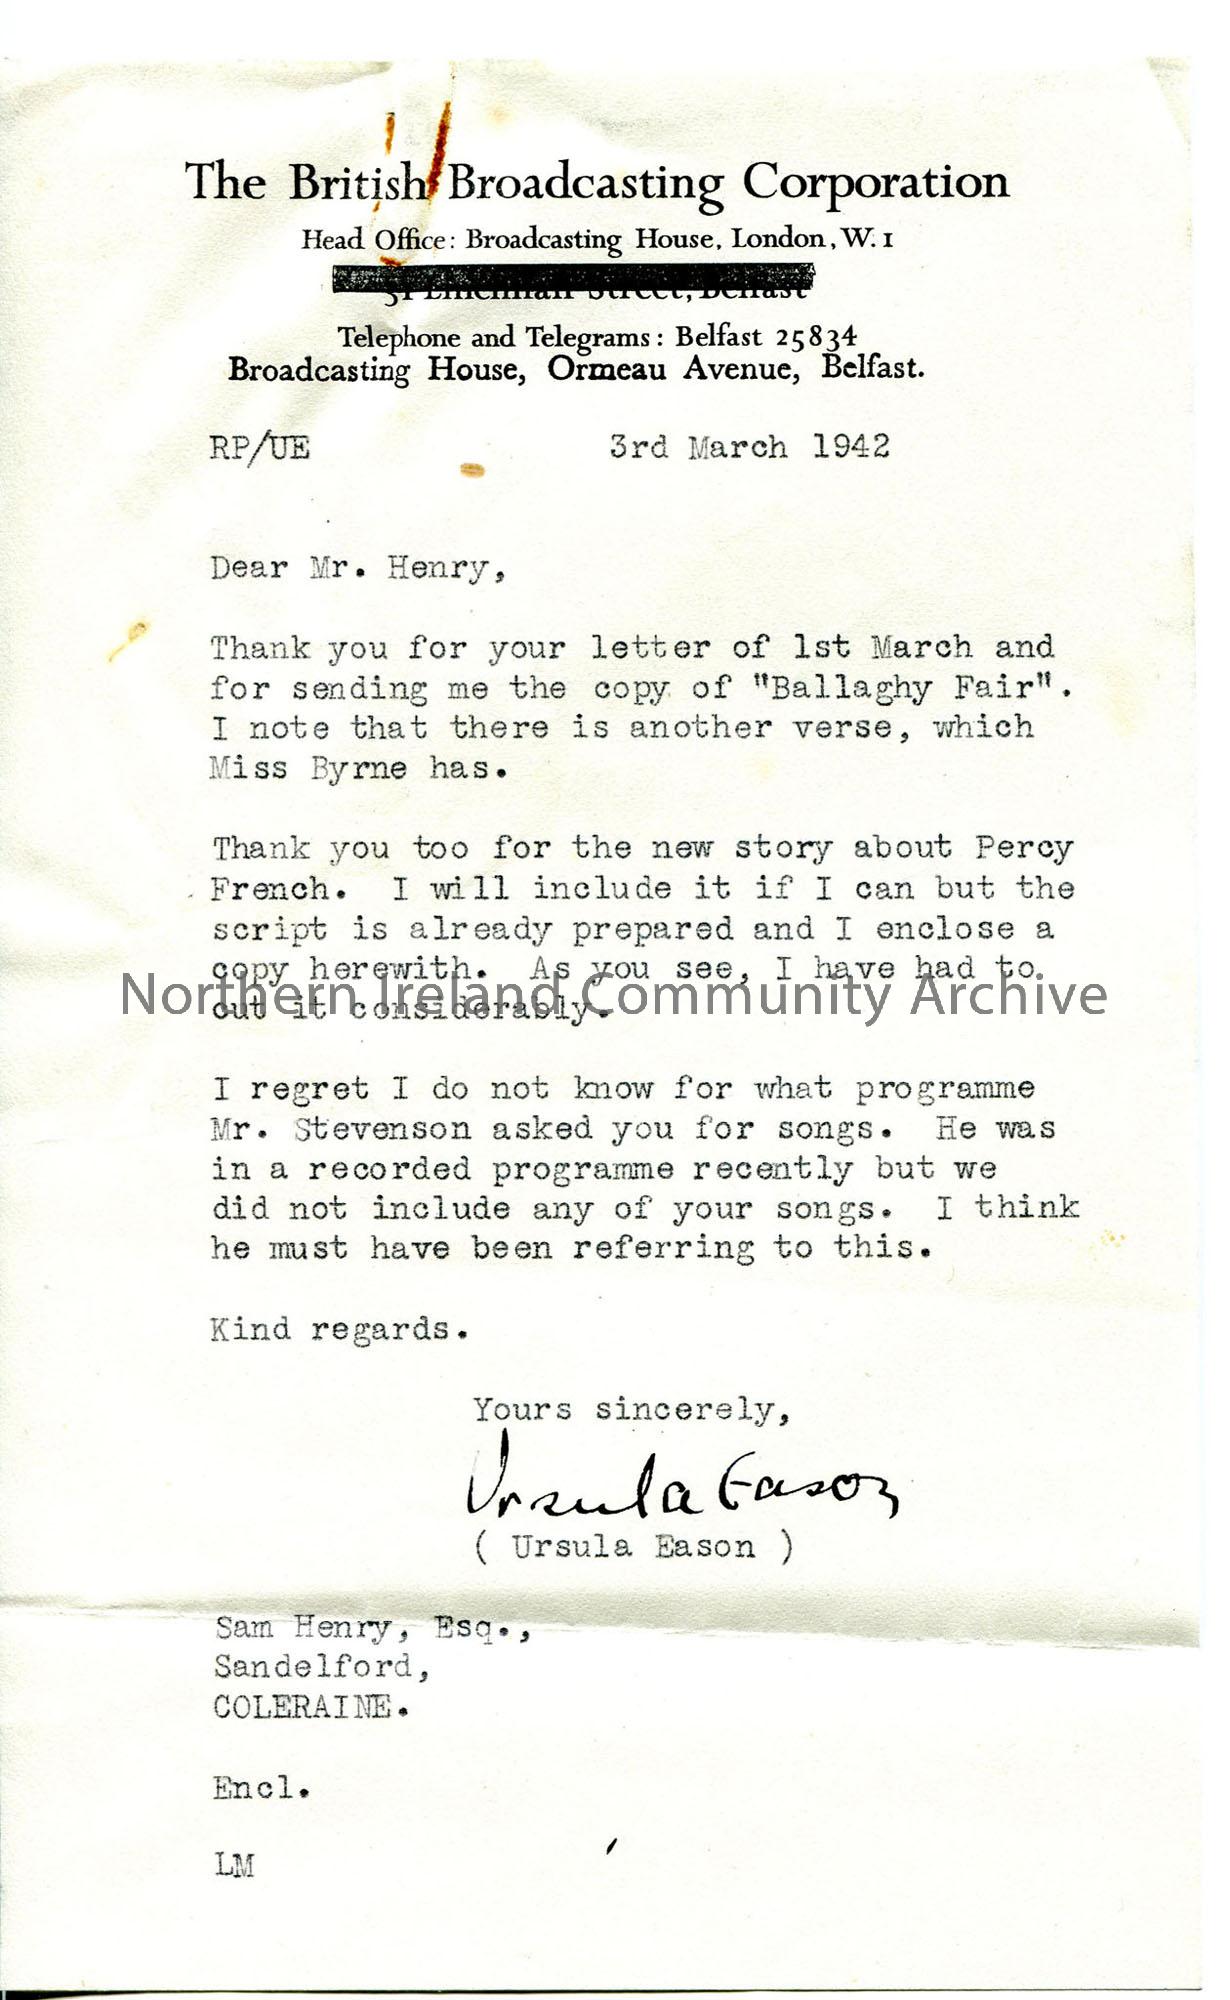 The British Broadcasting Corporation
Head Office: Broadcasting House, London, W. 1
Street, Belfast
Telephone and Telegrams: Belfast 25834
Broadcasting House, Ormeau Avenue, Belfast.
RP/UE 3rd March 1942
Dear Mr. Henry,
Thank you for your letter of 1st March and
for sending me the copy of "Ballaghy Fair".
I note that there is another verse, which
Miss Byrne has.
Thank you too for the new story about Percy
French. I will include it if I can but the
script is already prepared and I enclose a
copy herewith. As you see, I have had to
cut it considerably.
Northern Ireland Community Archive
I regret I do not know for what programme
Mr. Stevenson asked you for songs. He was
in a recorded programme recently but we
did not include any of your songs. I think
he must have been referring to this.
Kind regards.
Yours sincerely,
Ursula Eason
( Ursula Eason )
Sam Henry, Esq.,
Sandelford,
COLERAINE.
Encl.
LM